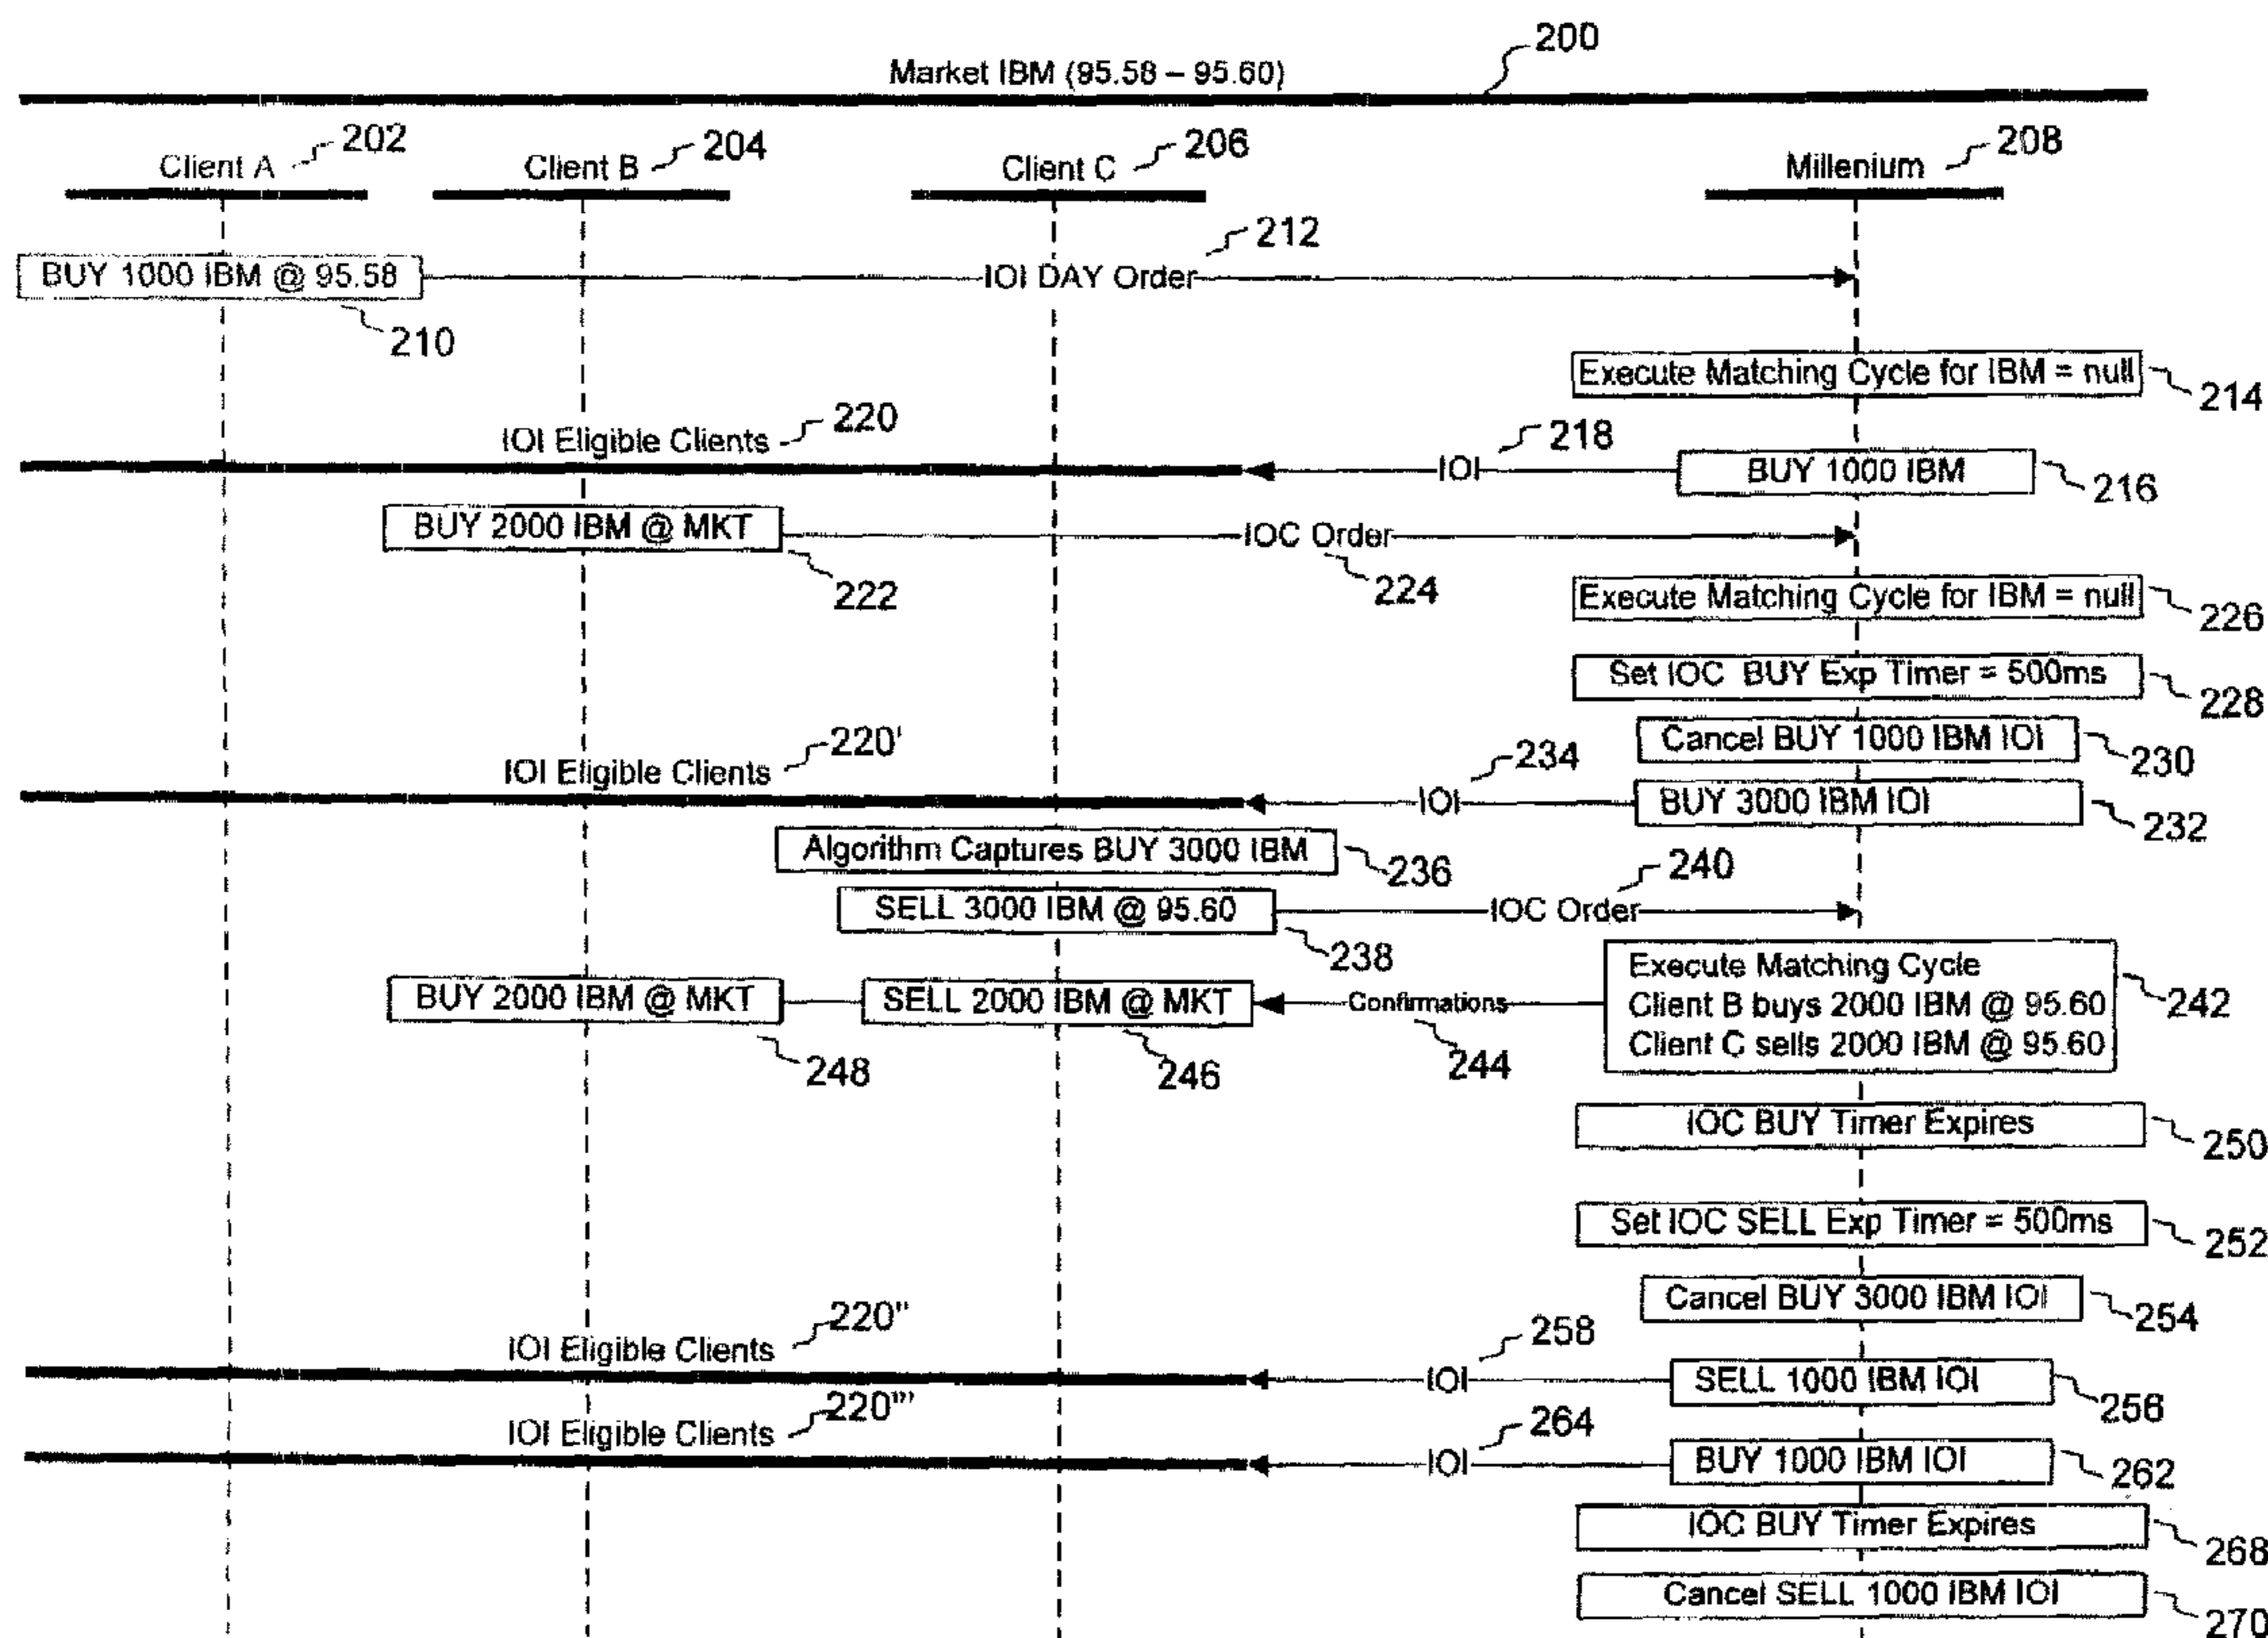 200
Market IBM (95.58 – 95.60)
Client A 202
Client B 204
Client C 206
Millenium 208
212
BUY 1000 IBM @ 95.58 IOI DAY Order
210
Execute Matching Cycle for IBM = null 214
IOI Eligible Clients 220
218
IOI BUY 1000 IBM 216
BUY 2000 IBM @ MKT IOC Order
222 224
Execute Matching Cycle for IBM = null 226
Set IOC BUY Exp Timer = 500ms 228
Cancel BUY 1000 IBM IOI 230
IOI Eligible Clients 220'
234
IOI BUY 3000 IBM IOI 232
Algorithm Captures BUY 3000 IBM 236
240
SELL 3000 IBM @ 95.60 IOC Order
238
Execute Matching Cycle
Client B buys 2000 IBM @ 95.60
Client C sells 2000 IBM @ 95.60
242
BUY 2000 IBM @ MKT SELL 2000 IBM @ MKT Confirmations
248 246 244
IOC BUY Timer Expires 250
Set IOC SELL Exp Timer = 500ms 252
Cancel BUY 3000 IBM IOI 254
IOI Eligible Clients 220"
258
IOI SELL 1000 IBM IOI 256
IOI Eligible Clients 220"'
264
IOI BUY 1000 IBM IOI 262
IOC BUY Timer Expires 268
Cancel SELL 1000 IBM IOI 270